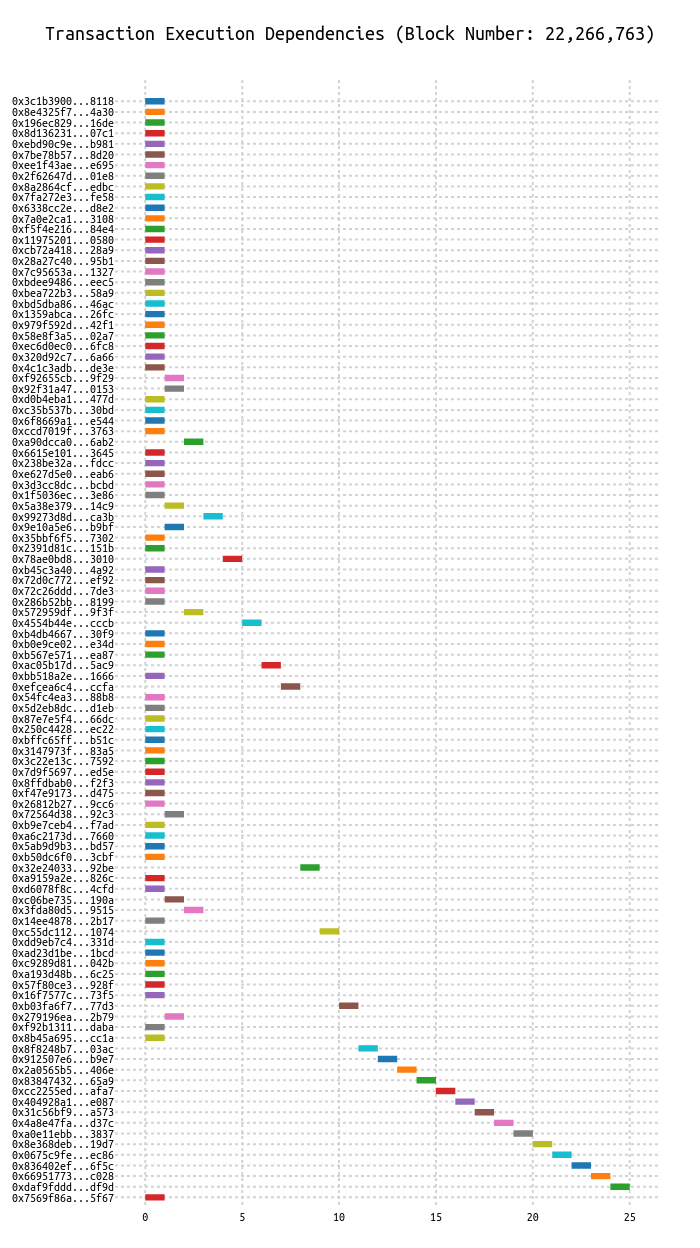 Transaction Execution Dependencies (Block Number: 22,266,763)
0x3c1b3900...8118
0x8e4325f7...4a30
0x196ec829...16de
0x8d136231...07c1
0xebd90c9e...b981
0x7be78b57...8d20
0xee1f43ae...e695
0x2f62647d...01e8
0x8a2864cf...edbc
0x7fa272e3...fe58
0x6338cc2e...d8e2
0x7a0e2ca1...3108
0xf5f4e216...84e4
0x11975201...0580
0xcb72a418...28a9
0x28a27c40...95b1
0x7c95653a...1327
0xbdee9486...eec5
0xbea722b3...58a9
0xbd5dba86...46ac
0x1359abca...26fc
0x979f592d...42f1
0x58e8f3a5...02a7
0xec6d0ec0...6fc8
0x320d92c7...6a66
0x4c1c3adb...de3e
0xf92655cb...9f29
0x92f31a47...0153
0xd0b4eba1...477d
0xc35b537b...30bd
0x6f8669a1...e544
0xccd7019f...3763
0xa90dcca0...6ab2
0x6615e101...3645
0x238be32a...fdcc
0xe627d5e0...eab6
0x3d3cc8dc...bcbd
0x1f5036ec...3e86
0x5a38e379...14c9
0x99273d8d...ca3b
0x9e10a5e6...b9bf
0x35bbf6f5...7302
0x2391d81c...151b
0x78ae0bd8...3010
0xb45c3a40...4a92
0x72d0c772...ef92
0x72c26ddd...7de3
0x286b52bb...8199
0x572959df...9f3f
0x4554b44e...cccb
0xb4db4667...30f9
0xb0e9ce02...e34d
0xb567e571...ea87
0xac05b17d...5ac9
0xbb518a2e...1666
0xefcea6c4...ccfa
0x54fc4ea3...88b8
0x5d2eb8dc...d1eb
0x87e7e5f4...66dc
0x250c4428...ec22
0xbffc65ff...b51c
0x3147973f...83a5
0x3c22e13c...7592
0x7d9f5697...ed5e
0x8ffdbab0...f2f3
0xf47e9173...d475
0x26812b27...9cc6
0x72564d38...92c3
0xb9e7ceb4...f7ad
0xa6c2173d...7660
0x5ab9d9b3...bd57
0xb50dc6f0...3cbf
0x32e24033...92be
0xa9159a2e...826c
0xd6078f8c...4cfd
0xc06be735...190a
0x3fda80d5...9515
0x14ee4878...2b17
0xc55dc112...1074
0xdd9eb7c4...331d
0xad23d1be...1bcd
0xc9289d81...042b
0xa193d48b...6c25
0x57f80ce3...928f
0x16f7577c...73f5
0xb03fa6f7...77d3
0x279196ea...2b79
0xf92b1311...daba
0x8b45a695...cc1a
0x8f8248b7...03ac
0x912507e6...b9e7
0x2a0565b5...406e
0x83847432...65a9
0xcc2255ed...afa7
0x404928a1...e087
0x31c56bf9...a573
0x4a8e47fa...d37c
0xa0e11ebb...3837
0x8e368deb...19d7
0x0675c9fe...ec86
0x836402ef...6f5c
0x66951773...c028
0xdaf9fddd...df9d
0x7569f86a...5f67
0 5 10 15 20 25